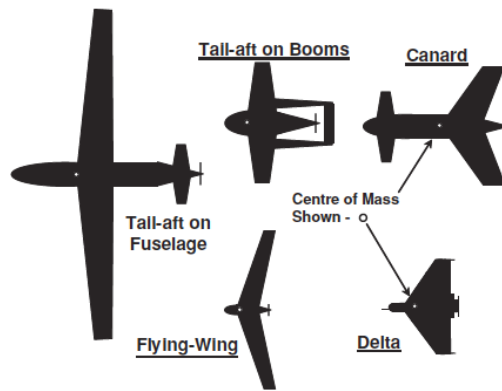 Tail-aft on Booms
Canard
Centre of Mass
Shown - o
Tail-aft on
Fuselage
Flying-Wing
Delta